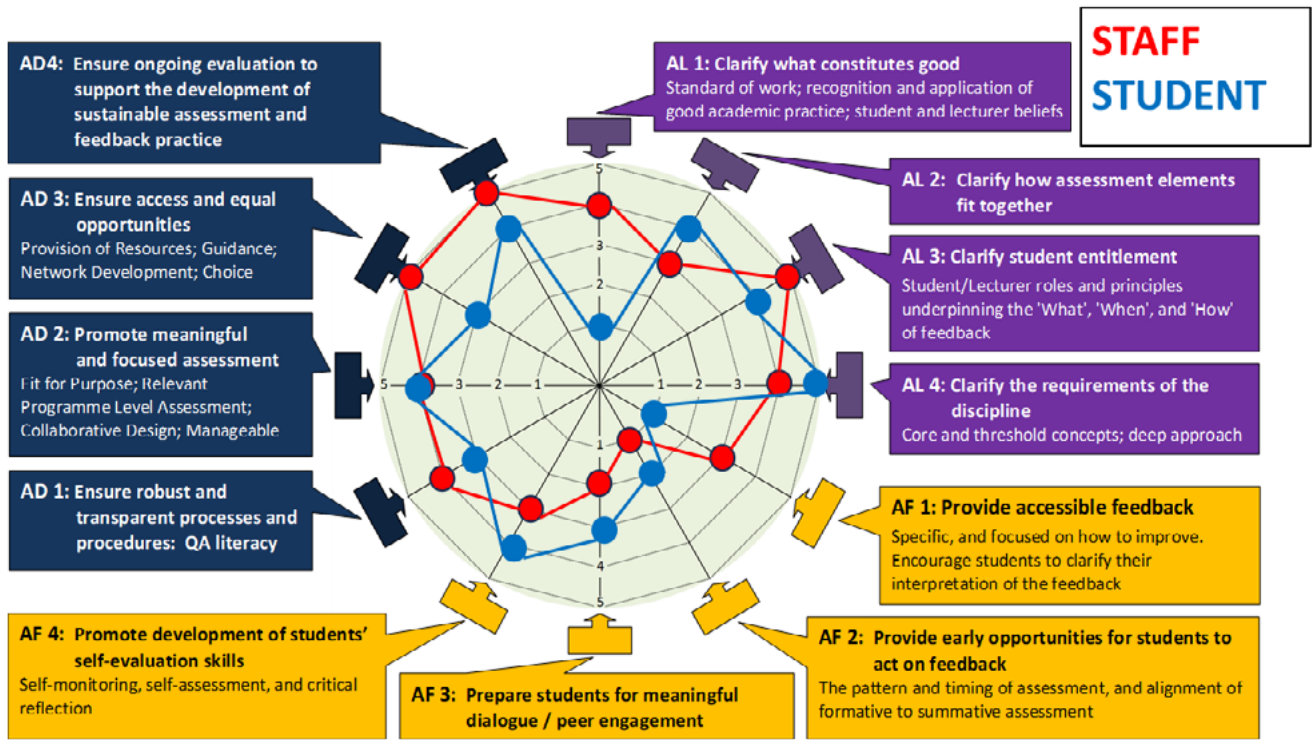 STAFF
STUDENT
AD4: Ensure ongoing evaluation to
support the development of
sustainable assessment and
feedback practice
AD 3: Ensure access and equal
opportunities
Provision of Resources; Guidance;
Network Development; Choice
AD 2: Promote meaningful
and focused assessment
Fit for Purpose; Relevant
Programme Level Assessment;
Collaborative Design; Manageable
AD 1: Ensure robust and
transparent processes and
procedures: QA literacy
AL 1: Clarify what constitutes good
Standard of work; recognition and application of
good academic practice; student and lecturer beliefs
AL 2: Clarify how assessment elements
fit together
AL 3: Clarify student entitlement
Student/Lecturer roles and principles
underpinning the 'What', 'When', and 'How'
of feedback
AL 4: Clarify the requirements of the
discipline
Core and threshold concepts; deep approach
5
3
2
5 3 2 1 1 2 3
1
4
5
AF 1: Provide accessible feedback
Specific, and focused on how to improve.
Encourage students to clarify their
interpretation of the feedback
AF 2: Provide early opportunities for students to
act on feedback
The pattern and timing of assessment, and alignment of
formative to summative assessment
AF 3: Prepare students for meaningful
dialogue / peer engagement
AF 4: Promote development of students’
self-evaluation skills
Self-monitoring, self-assessment, and critical
reflection